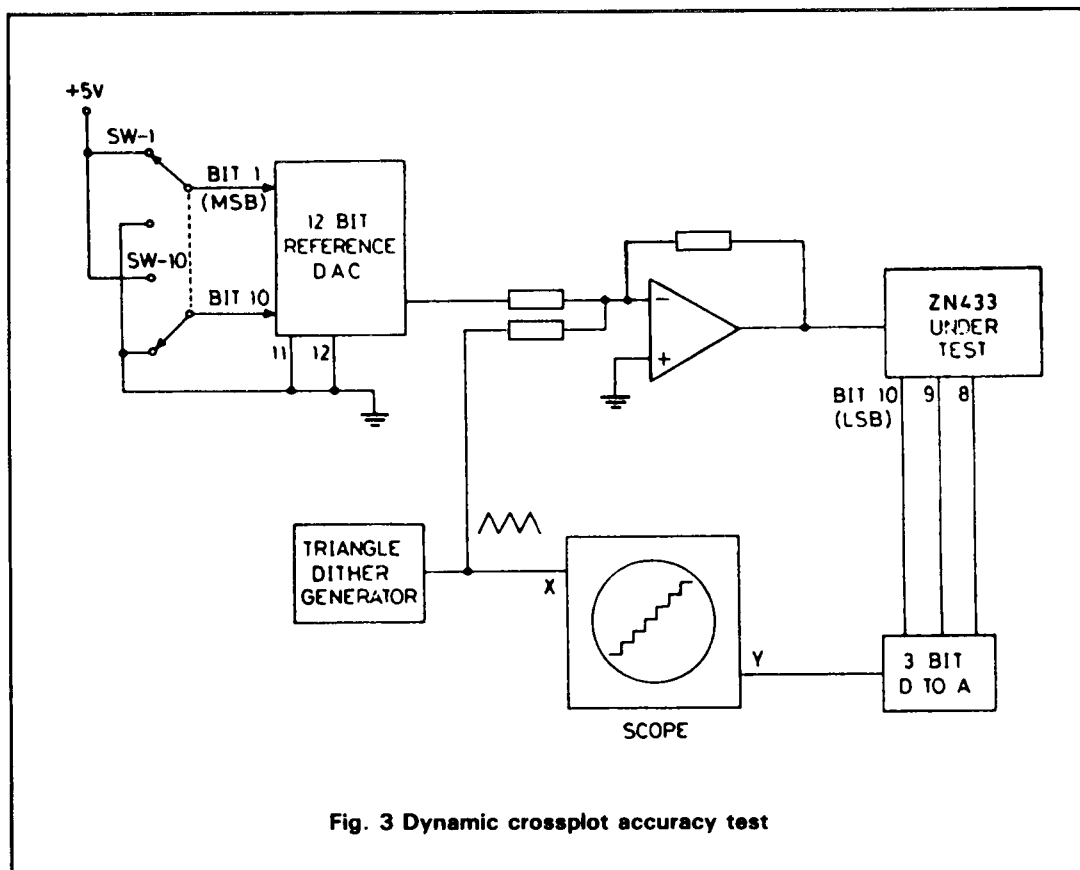 +5V
SW-1
BIT 1
(MSB)
12 BIT
REFERENCE
DAC
SW-10
BIT 10
11
12
-
+
ZN433
UNDER
TEST
BIT 10
(LSB)
9
8
TRIANGLE
DITHER
GENERATOR
X
Y
3 BIT
D TO A
SCOPE
Fig. 3 Dynamic crossplot accuracy test